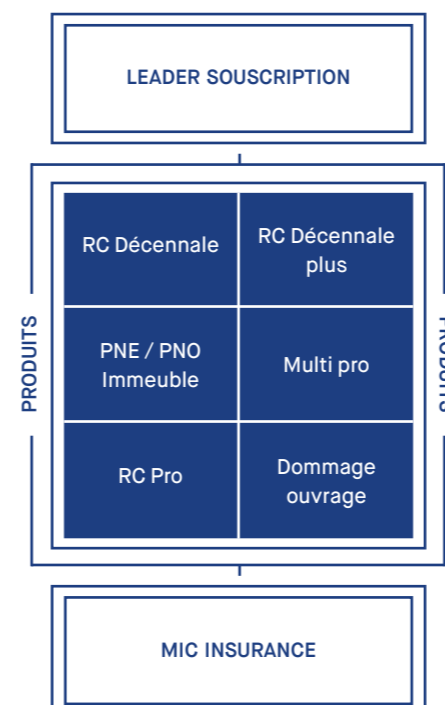 LEADER SOUSCRIPTION
PRODUITS
RC Décennale
RC Décennale
plus
PNE / PNO
Immeuble
Multi pro
RC Pro
Dommage
ouvrage
PRODUITS
MIC INSURANCE